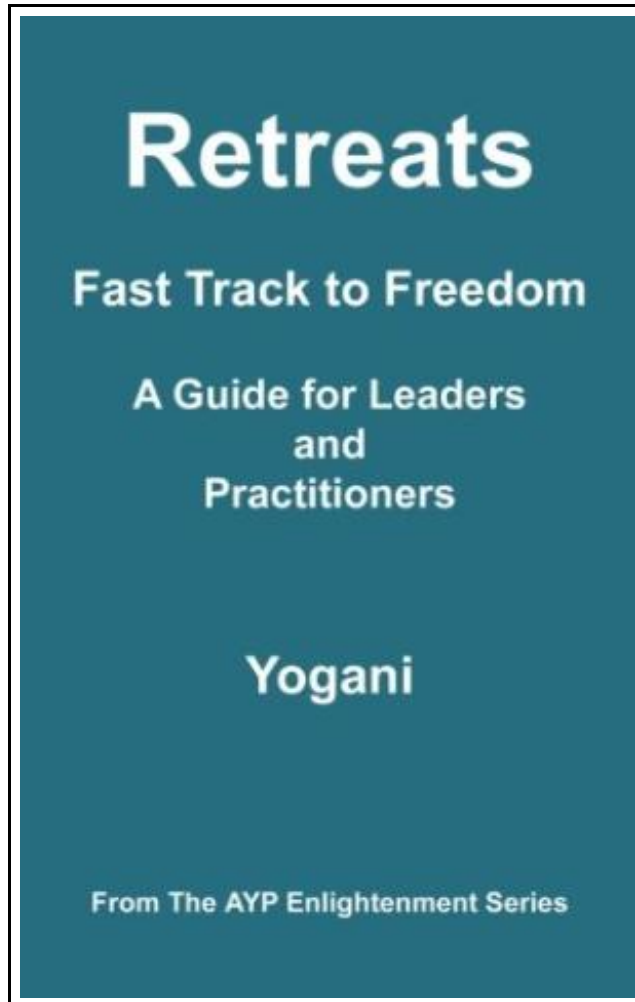 Retreats
Fast Track to Freedom
A Guide for Leaders
and
Practitioners
Yogani
From The AYP Enlightenment Series